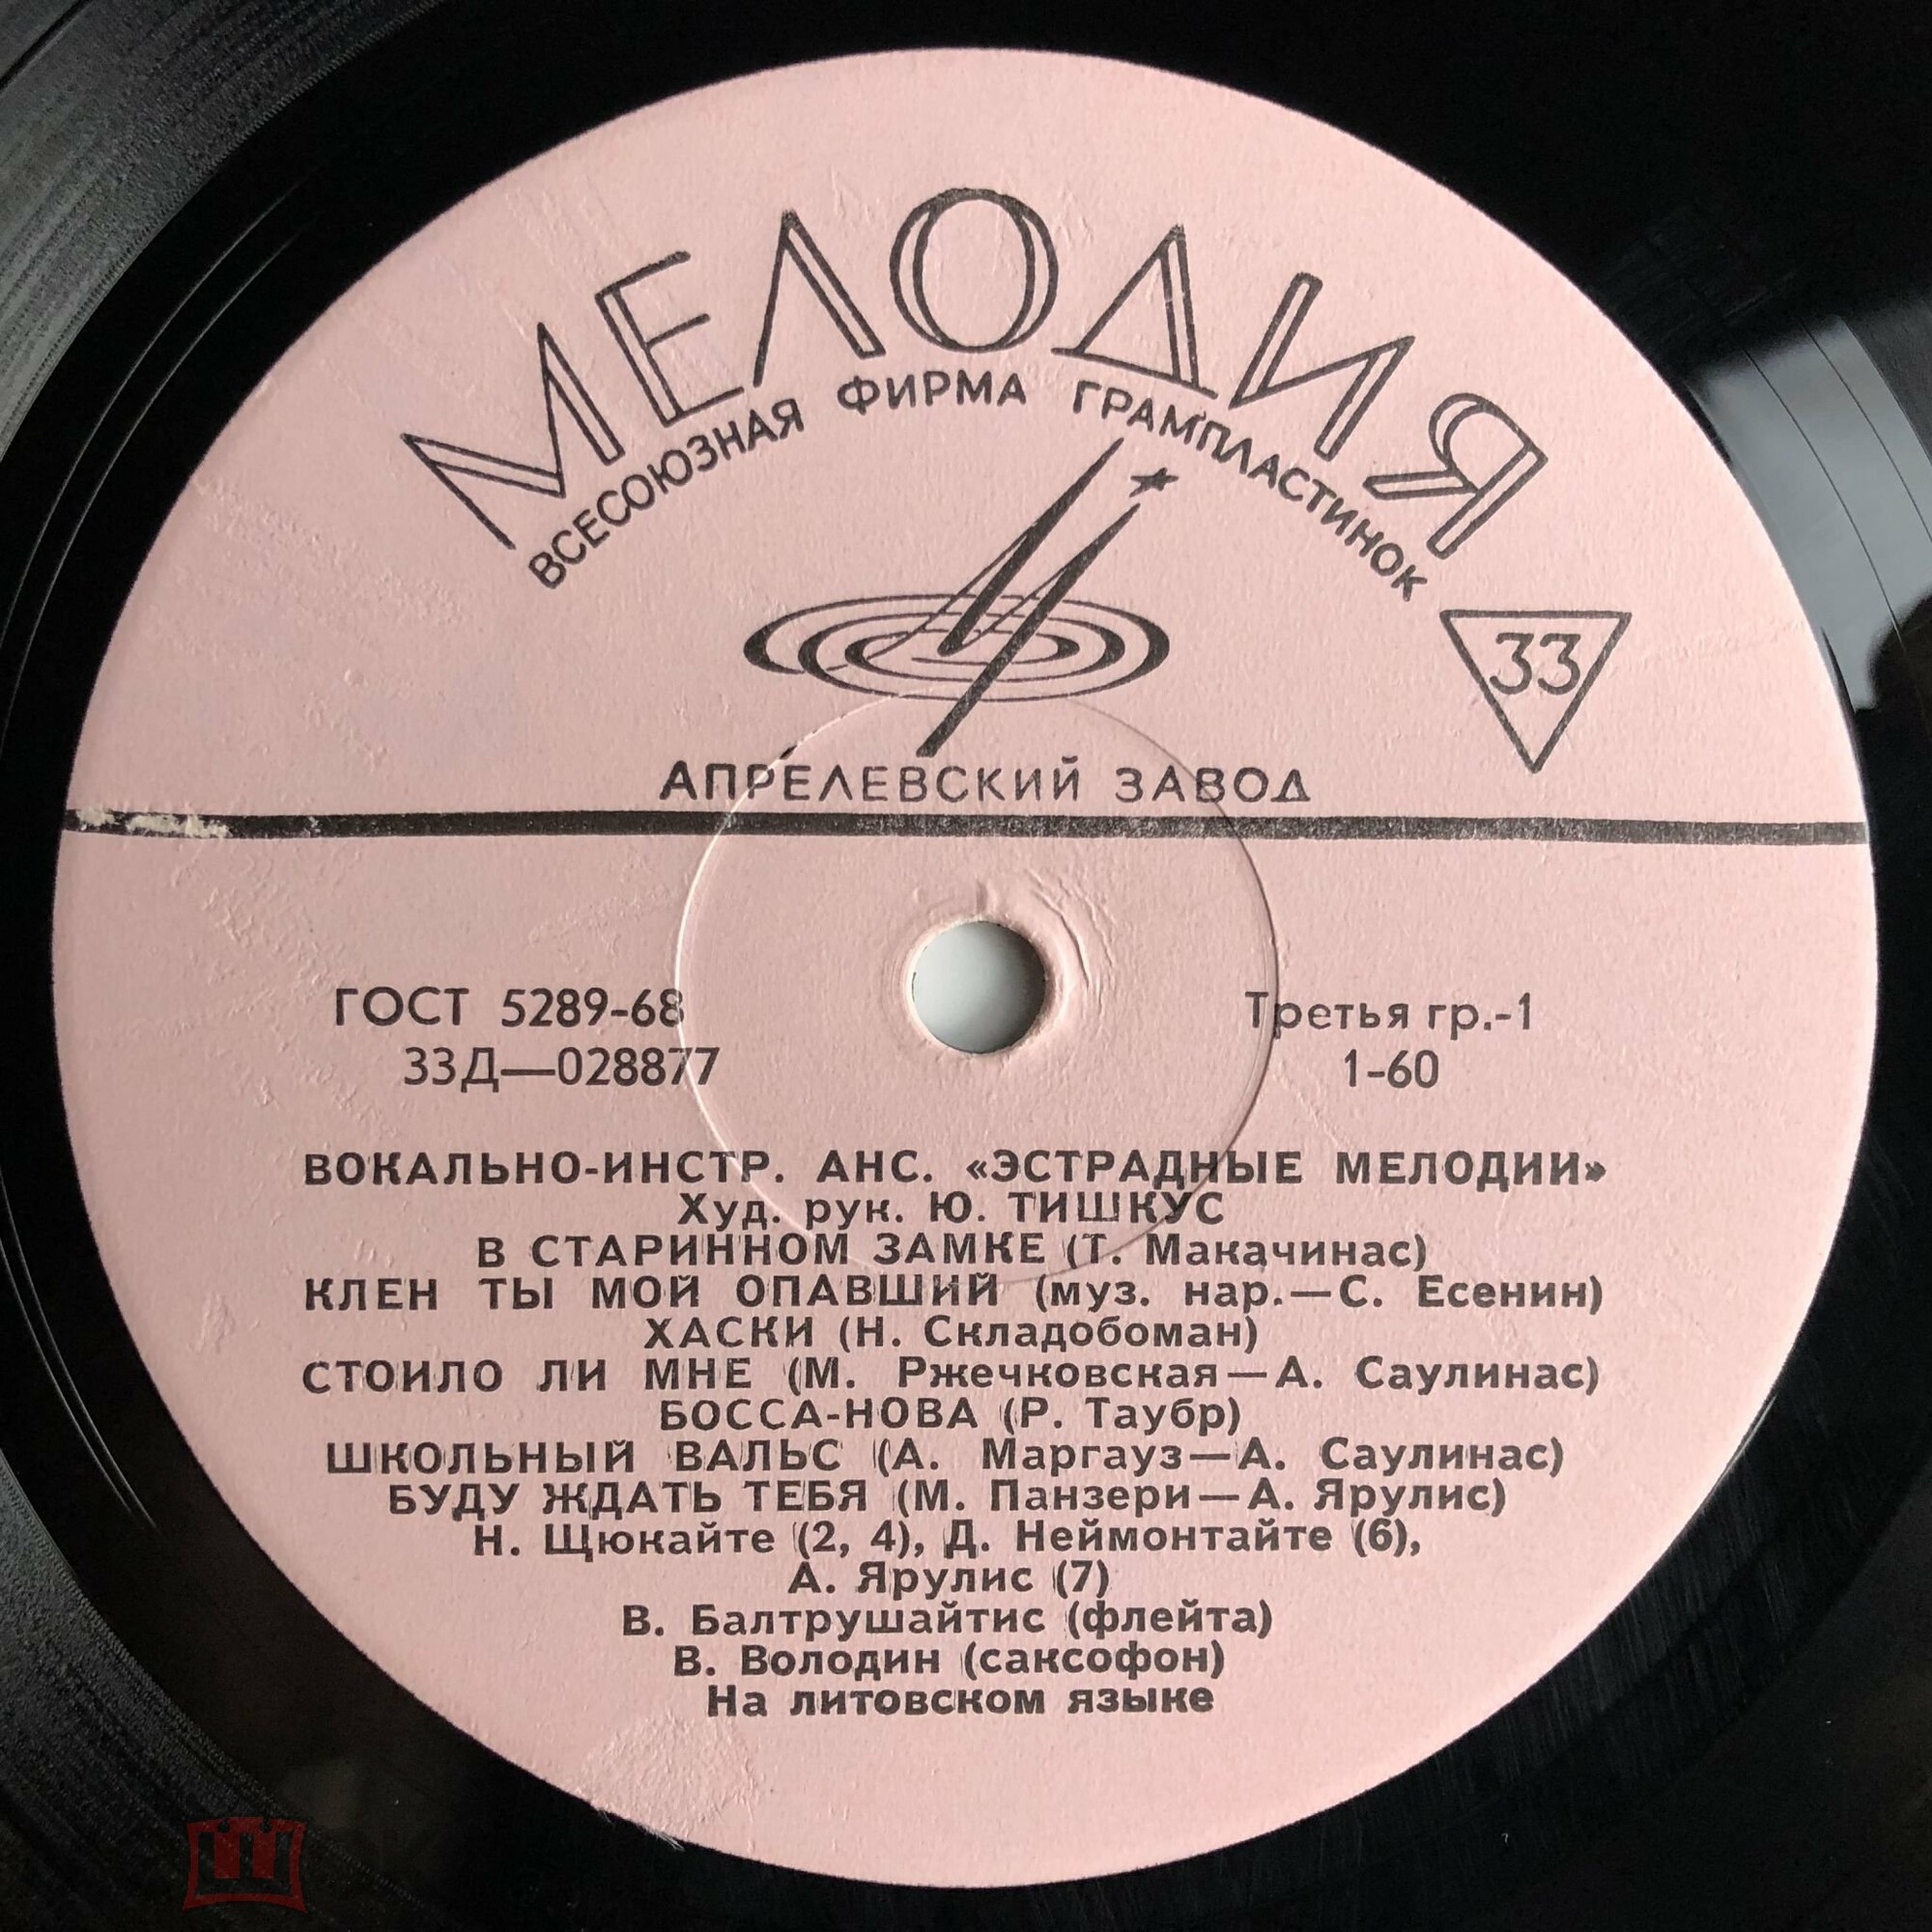 МЕЛОДИЯ
ВСЕСОЮЗНАЯ ФИРМА ГРАМПЛАСТИНОК
33
АПРЕЛЕВСКИЙ ЗАВОД
ГОСТ 5289-68
Третья гр.-1
33Д—028877
1-60
ВОКАЛЬНО-ИНСТР. АНС. «ЭСТРАДНЫЕ МЕЛОДИИ»
Худ. рук. Ю. ТИШКУС
В СТАРИННОМ ЗАМКЕ (Т. Макачинас)
КЛЕН ТЫ МОЙ ОПАВШИЙ (муз. нар.—С. Есенин)
ХАСКИ (Н. Складобоман)
СТОИЛО ЛИ МНЕ (М. Ржечковская—А. Саулинас)
БОССА-НОВА (Р. Таубр)
ШКОЛЬНЫЙ ВАЛЬС (А. Маргауз—А. Саулинас)
БУДУ ЖДАТЬ ТЕБЯ (М. Панзери—А. Ярулис)
Н. Щюкайте (2, 4), Д. Неймонтайте (6),
А. Ярулис (7)
В. Балтрушайтис (флейта)
В. Володин (саксофон)
На литовском языке